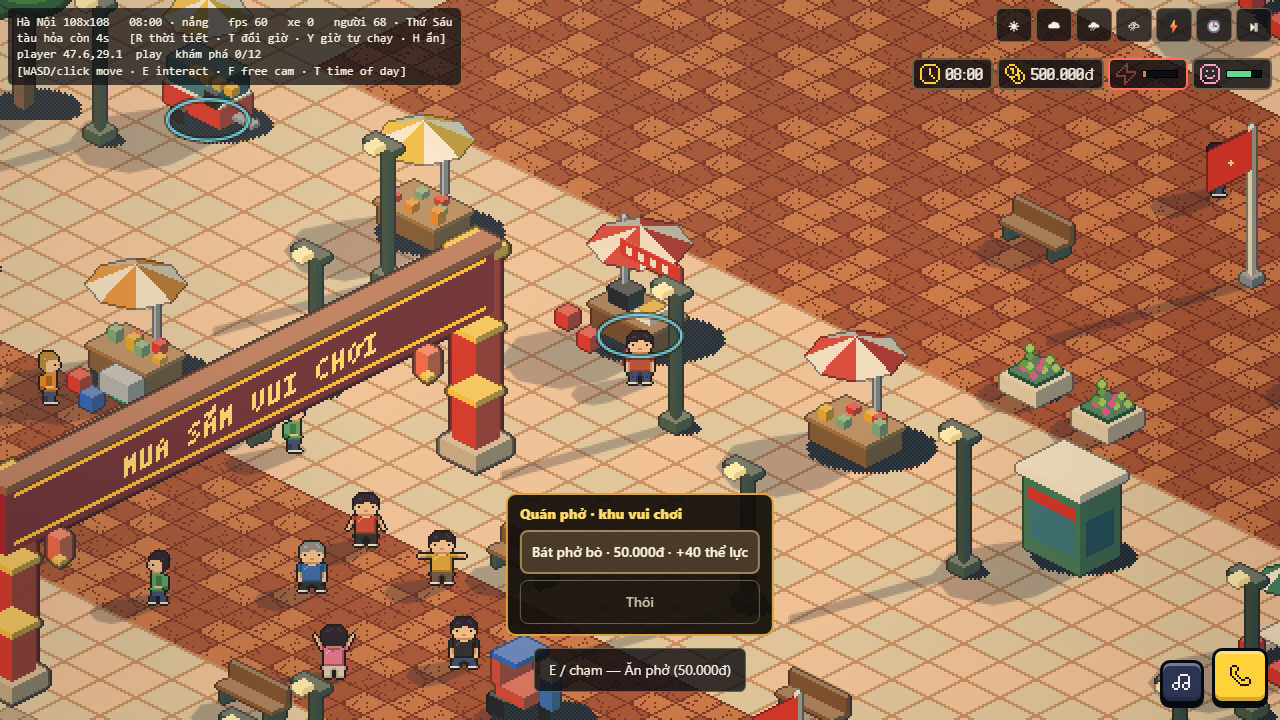 Hà Nội 108x108 08:00 · nắng fps 60 xe 0 người 68 · Thứ Sáu
tàu hỏa còn 4s [R thời tiết · T đổi giờ · Y giờ tự chạy · H ẩn]
player 47.6,29.1 play khám phá 0/12
[WASD/click move · E interact · F free cam · T time of day]
08:00
500.000đ
MUA SẮM VUI CHƠI
Quán phở · khu vui chơi
Bát phở bò · 50.000đ · +40 thể lực
Thôi
E / chạm — Ăn phở (50.000đ)